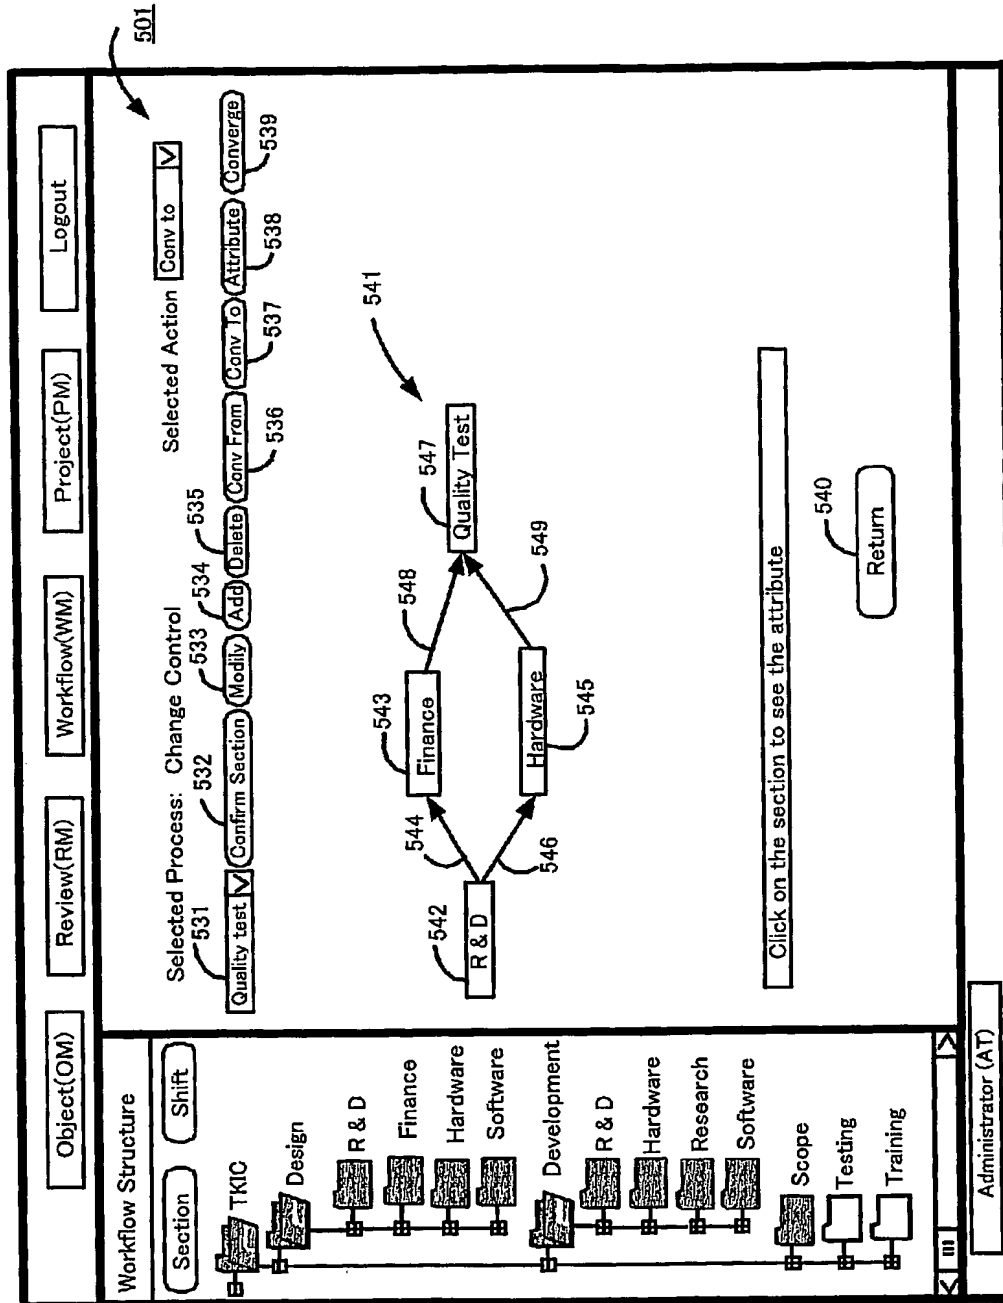 501
Object(OM) Review(RM) Workflow(WM) Project(PM) Logout
Workflow Structure
Section Shift
TKIC
Design
R & D
Finance
Hardware
Software
Development
R & D
Hardware
Research
Software
Scope
Testing
Training
Selected Process: Change Control Selected Action Conv to
531 532 533 534 535
Quality test Confirm Section Modily Add Delete Conv From Conv To Attribute Converge
536 537 538 539
541
542 R & D
544
546
543 Finance
545 Hardware
548
549
547 Quality Test
Click on the section to see the attribute
540
Return
Administrator (AT)